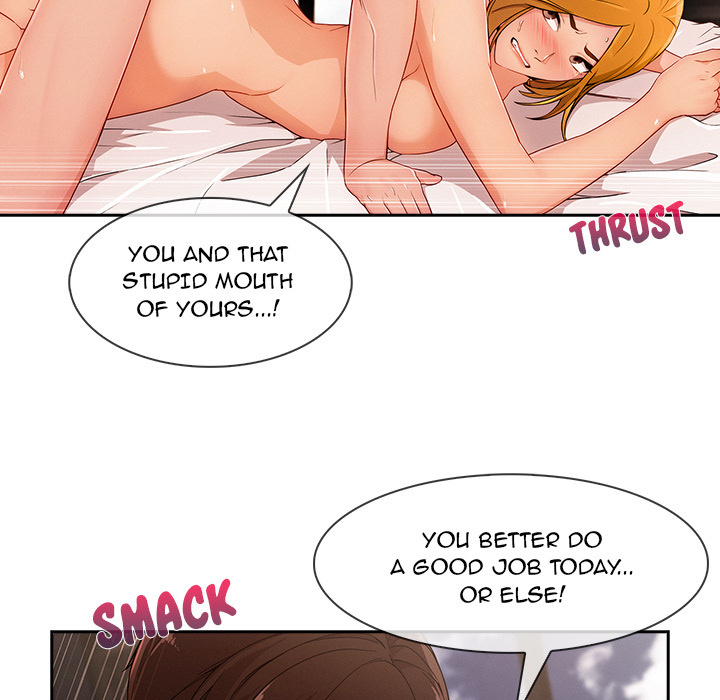 THRUST
YOU AND THAT
STUPID MOUTH
OF YOURS...!
YOU BETTER DO
A GOOD JOB TODAY...
OR ELSE!
SMACK